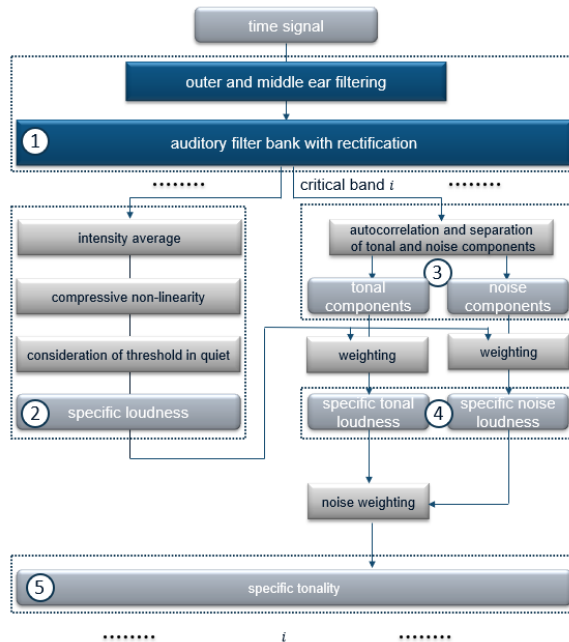 time signal
outer and middle ear filtering
1
auditory filter bank with rectification
........
critical band i
........
intensity average
compressive non-linearity
consideration of threshold in quiet
2
specific loudness
autocorrelation and separation
of tonal and noise components
3
tonal
components
noise
components
weighting
weighting
specific tonal
loudness
4
specific noise
loudness
noise weighting
5
specific tonality
........
i
........